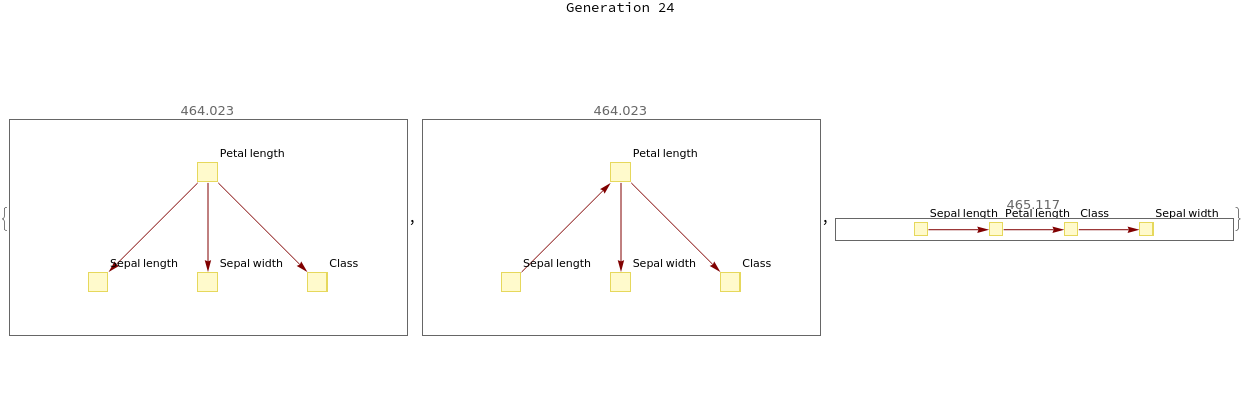 Generation 24
464.023
Petal length
Sepal length
Sepal width
Class
,
464.023
Petal length
Sepal length
Sepal width
Class
,
465.117
Sepal length
Petal length
Class
Sepal width